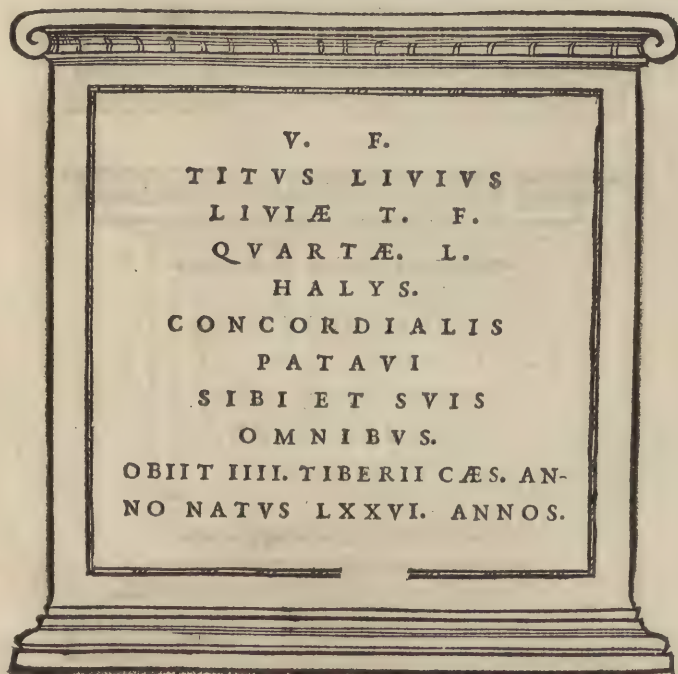 V. F.
TITVS LIVIVS
LIVIÆ T. F.
QVARTÆ. L.
HALYS.
CONCORDIALIS
PATAVI
SIBI ET SVIS
OMNIBVS.
OBIIT IIII. TIBERII CÆS. AN-
NO NATVS LXXVI. ANNOS.